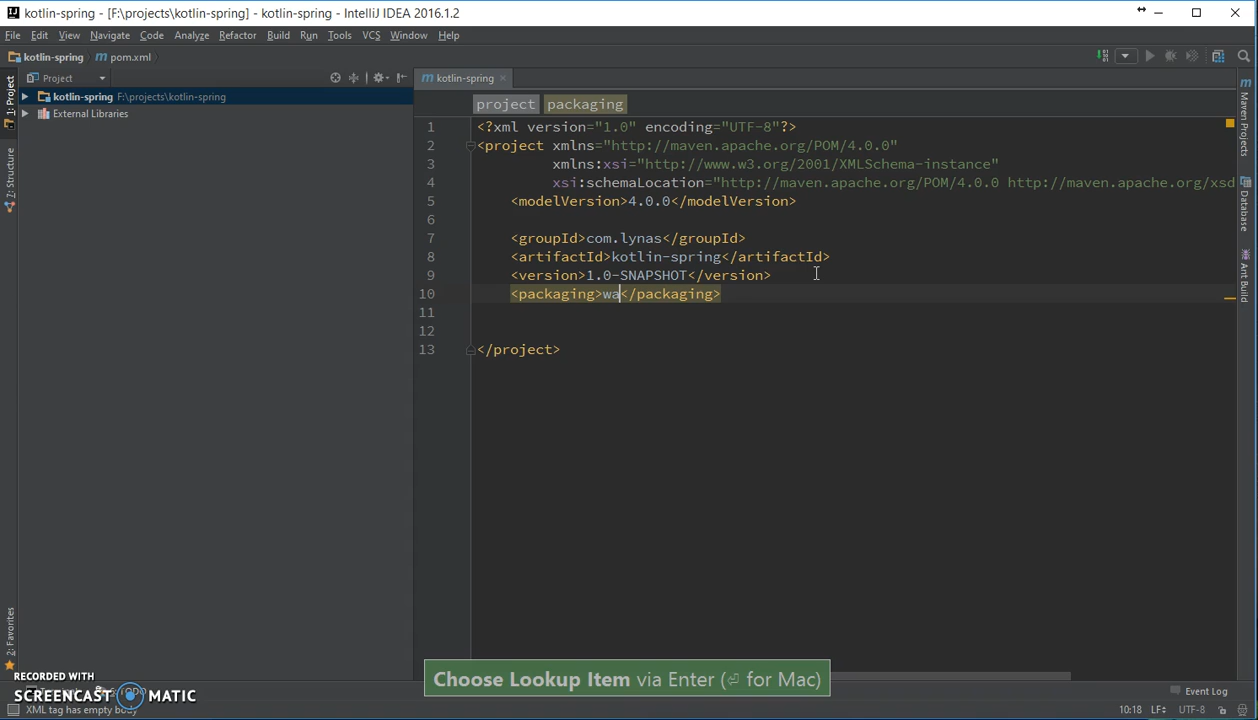 kotlin-spring - [F:\projects\kotlin-spring] - kotlin-spring - IntelliJ IDEA 2016.1.2
File Edit View Navigate Code Analyze Refactor Build Run Tools VCS Window Help
kotlin-spring pom.xml
Project
kotlin-spring
1: Project
kotlin-spring F:\projects\kotlin-spring
External Libraries
Z: Structure
2: Favorites
project packaging
1 <?xml version="1.0" encoding="UTF-8"?>
2 <project xmlns="http://maven.apache.org/POM/4.0.0"
3 xmlns:xsi="http://www.w3.org/2001/XMLSchema-instance"
4 xsi:schemaLocation="http://maven.apache.org/POM/4.0.0 http://maven.apache.org/xsd
5 <modelVersion>4.0.0</modelVersion>
6
7 <groupId>com.lynas</groupId>
8 <artifactId>kotlin-spring</artifactId>
9 <version>1.0-SNAPSHOT</version>
10 <packaging>wa</packaging>
11
12
13 </project>
Maven Projects
Database
Ant Build
Choose Lookup Item via Enter (⏎ for Mac)
RECORDED WITH
SCREENCAST MATIC
Event Log
XML tag has empty body
10:18 LF÷ UTF-8